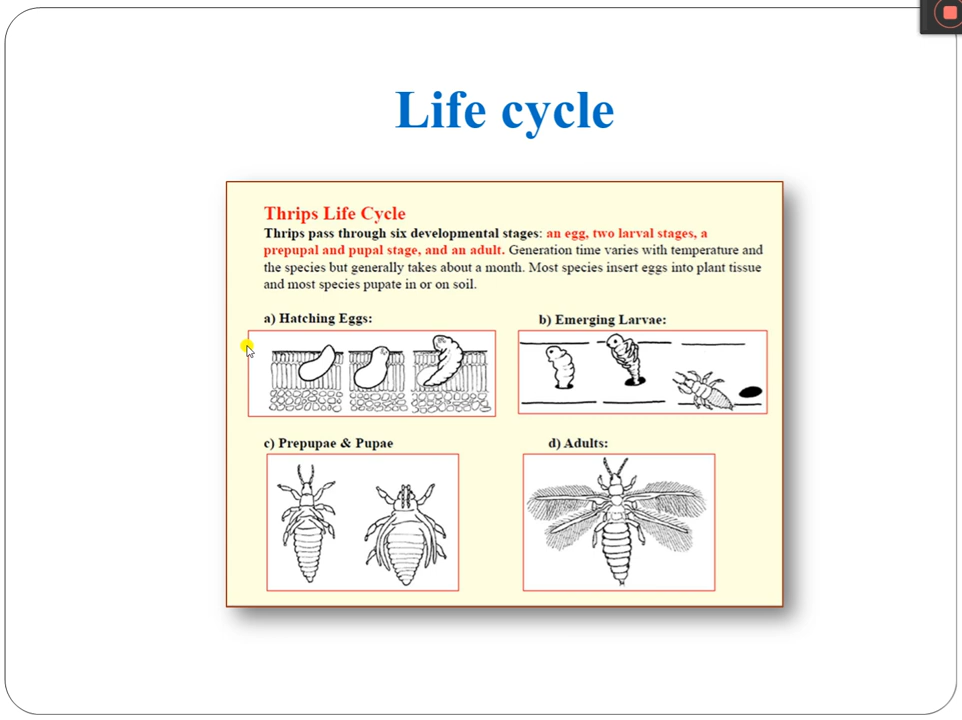 Life cycle
Thrips Life Cycle
Thrips pass through six developmental stages: an egg, two larval stages, a
prepupal and pupal stage, and an adult. Generation time varies with temperature and
the species but generally takes about a month. Most species insert eggs into plant tissue
and most species pupate in or on soil.
a) Hatching Eggs:
b) Emerging Larvae:
c) Prepupae & Pupae
d) Adults: